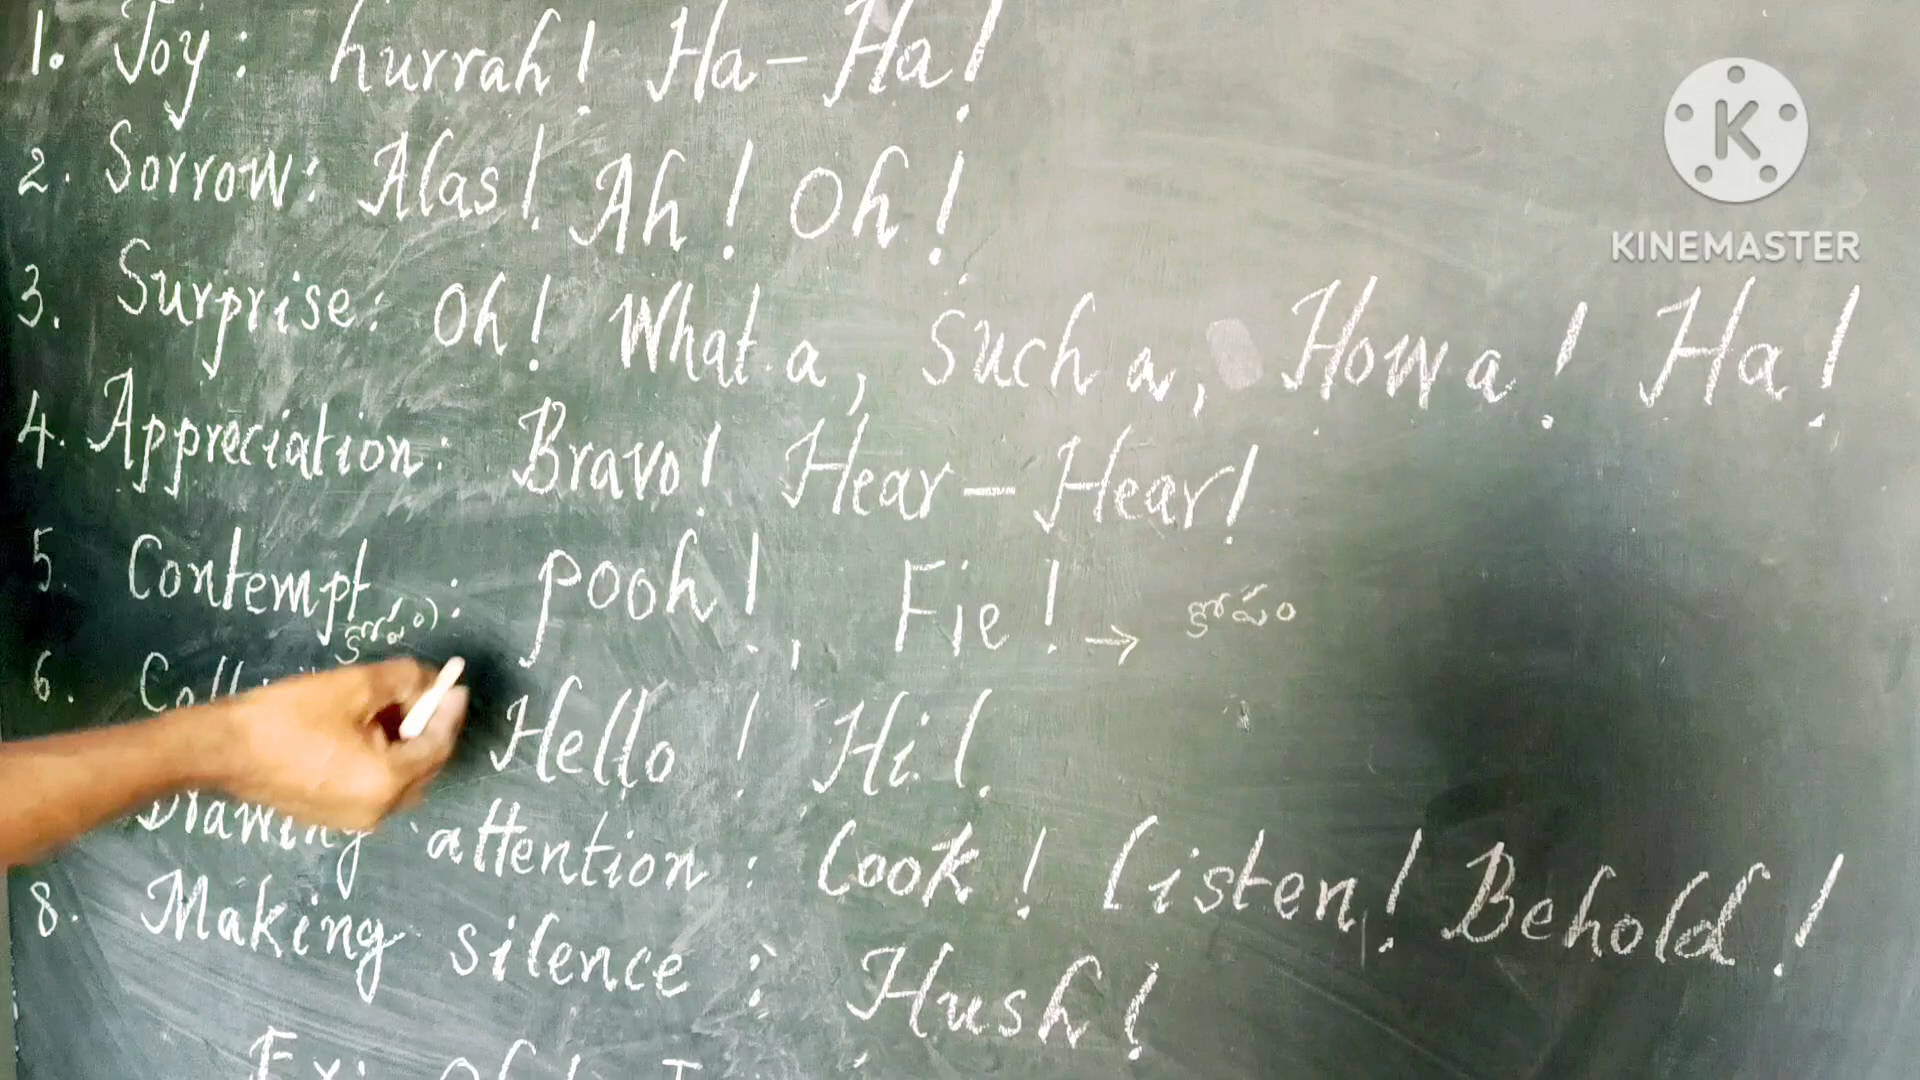 1. Joy: hurrah! Ha-Ha!
2. Sorrow: Alas! Ah! Oh!
3. Surprise: Oh! What a, Such a, How a! Ha!
4. Appreciation: Bravo! Hear-Hear!
5. Contempt: pooh!, Fie! → కోపం
కోపం)
6. Hello! Hi!
Drawing attention: Look! Listen! Behold!
8. Making silence: Hush!
Ex:
K
KINEMASTER